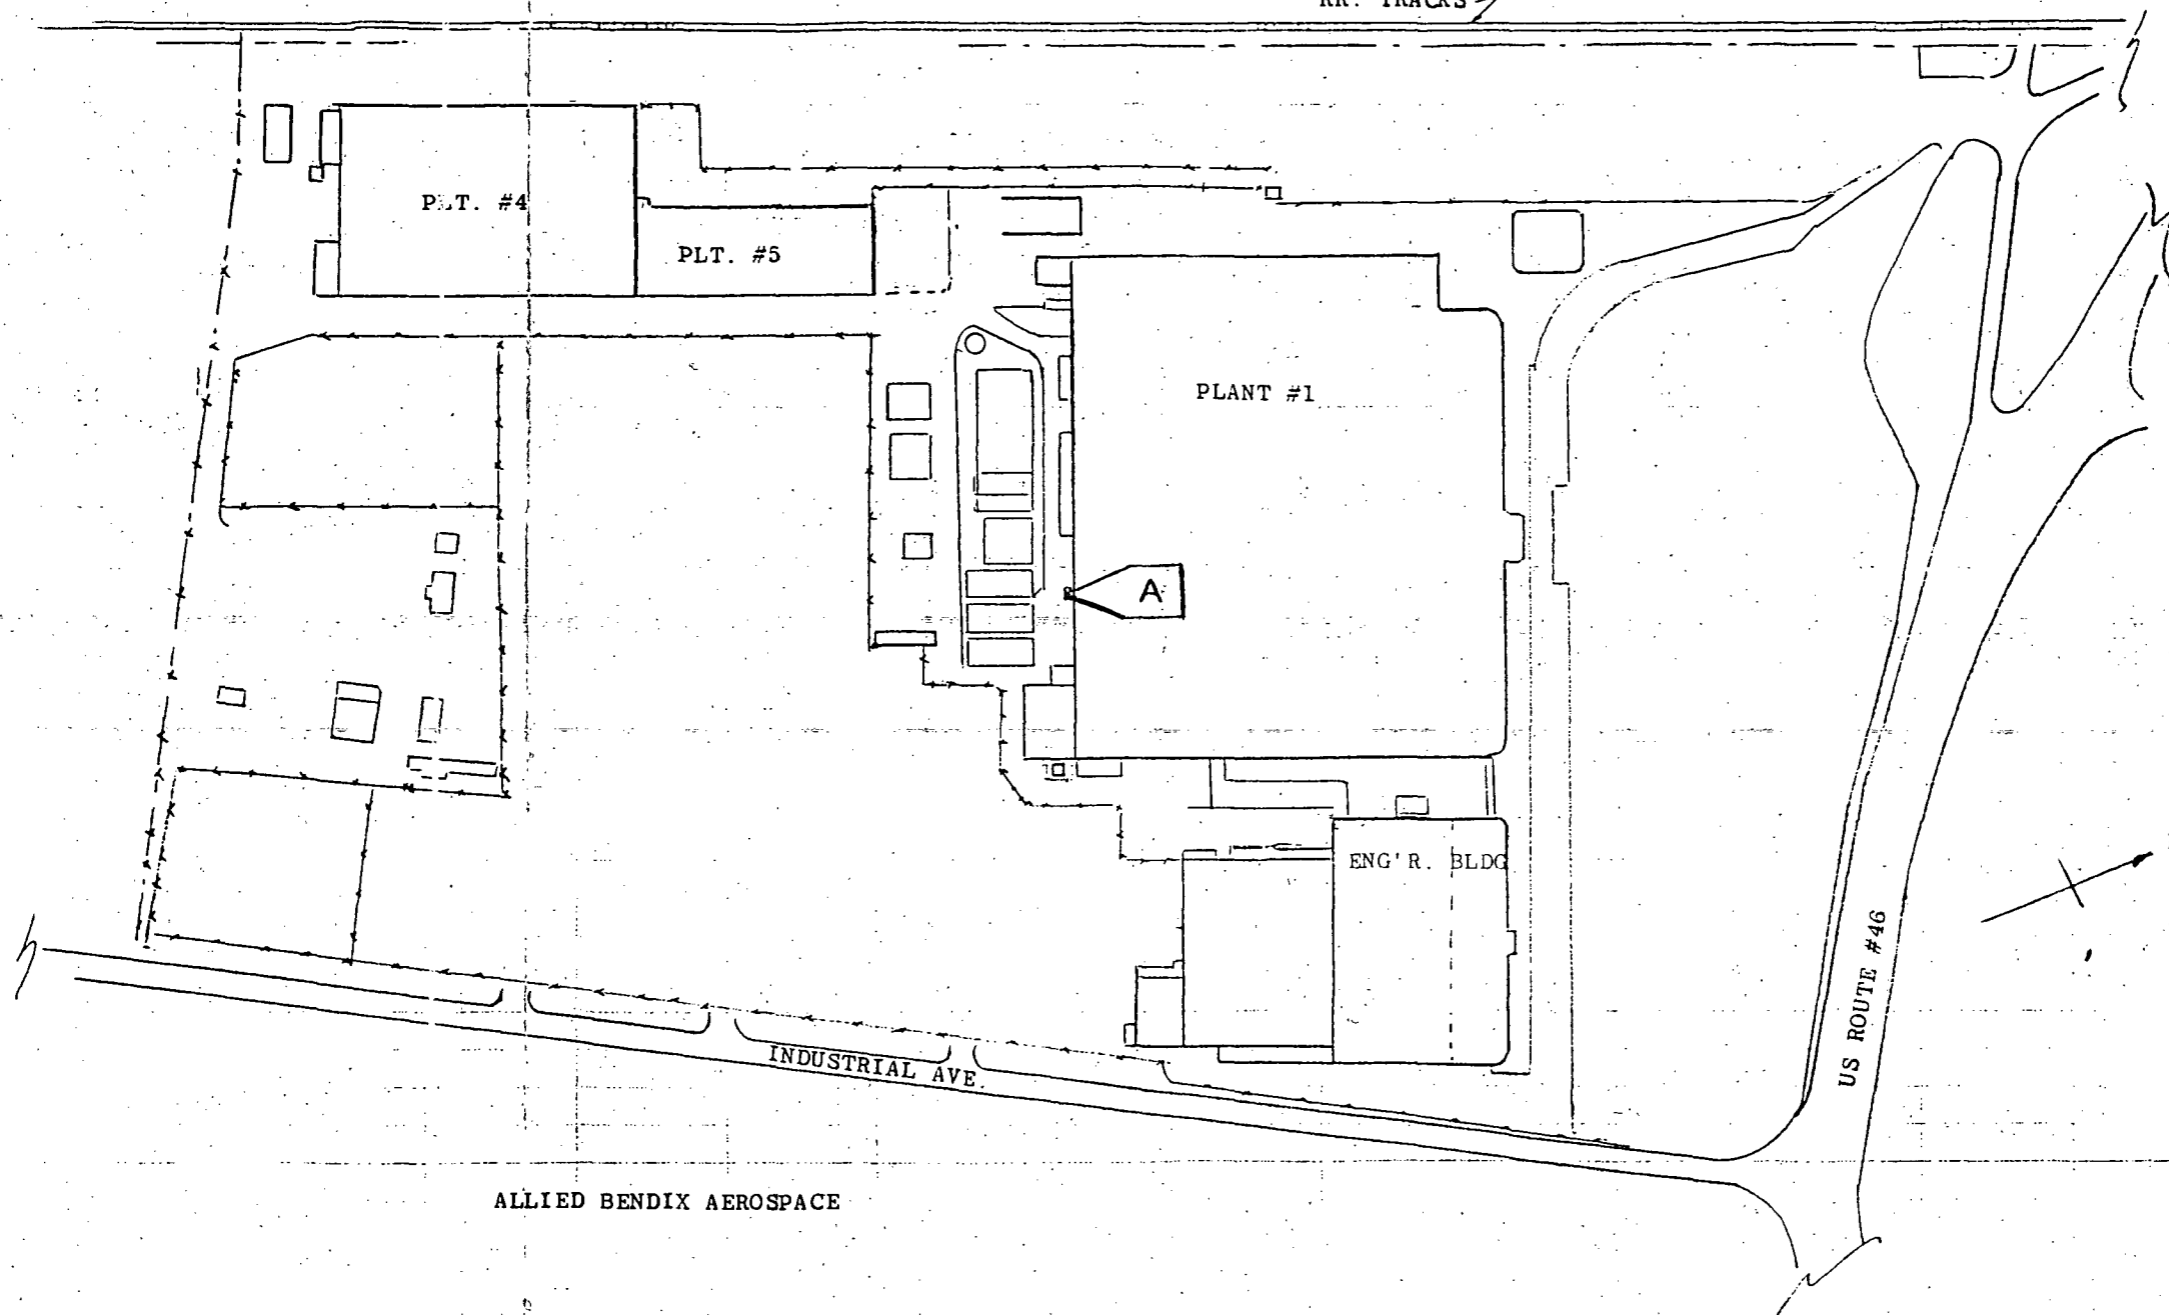 RR. TRACKS
PLT. #4
PLT. #5
PLANT #1
A
ENG'R. BLDG
US ROUTE #46
INDUSTRIAL AVE.
ALLIED BENDIX AEROSPACE